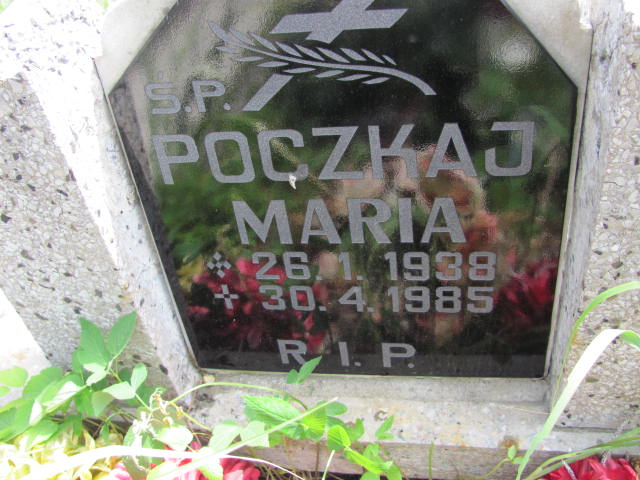 Ś.P.
POCZKAJ
MARIA
26.1.1938
30.4.1985
R.I.P.